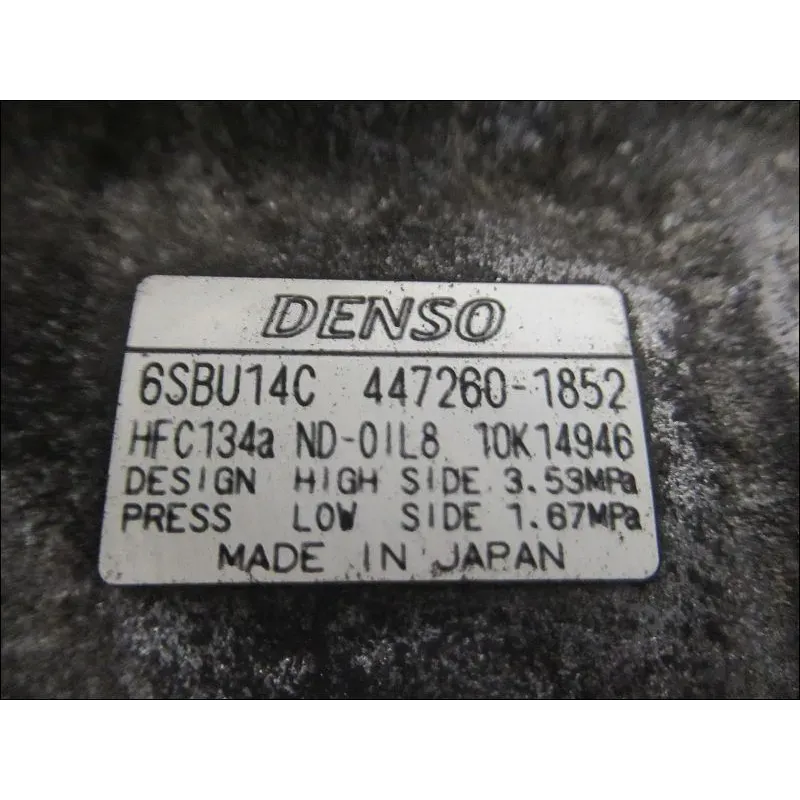 DENSO
6SBU14C 447260-1852
HFC134a ND-OIL8 10K14946
DESIGN HIGH SIDE 3.53MPa
PRESS LOW SIDE 1.67MPa
MADE IN JAPAN